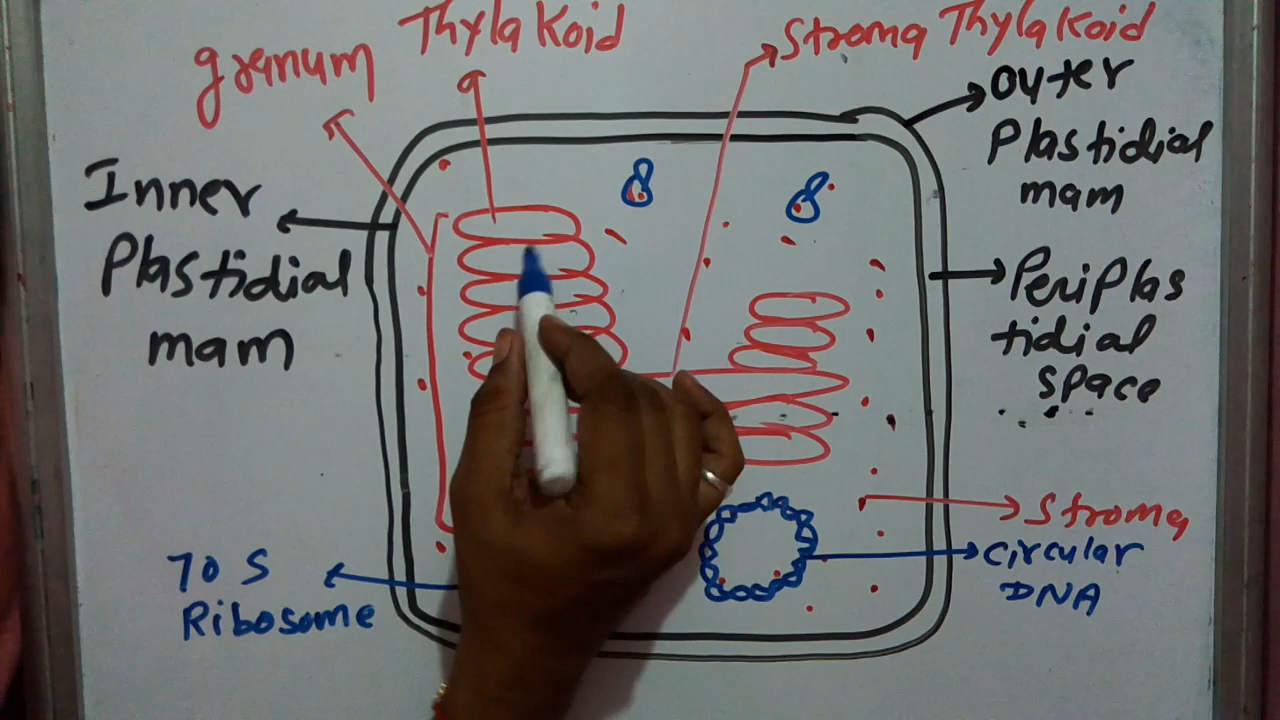 granum
Thylakoid
Stroma Thylakoid
Outer
Plastidial
mam
Inner
Plastidial
mam
Periplas
tidial
space
Stroma
Circular
DNA
70 S
Ribosome